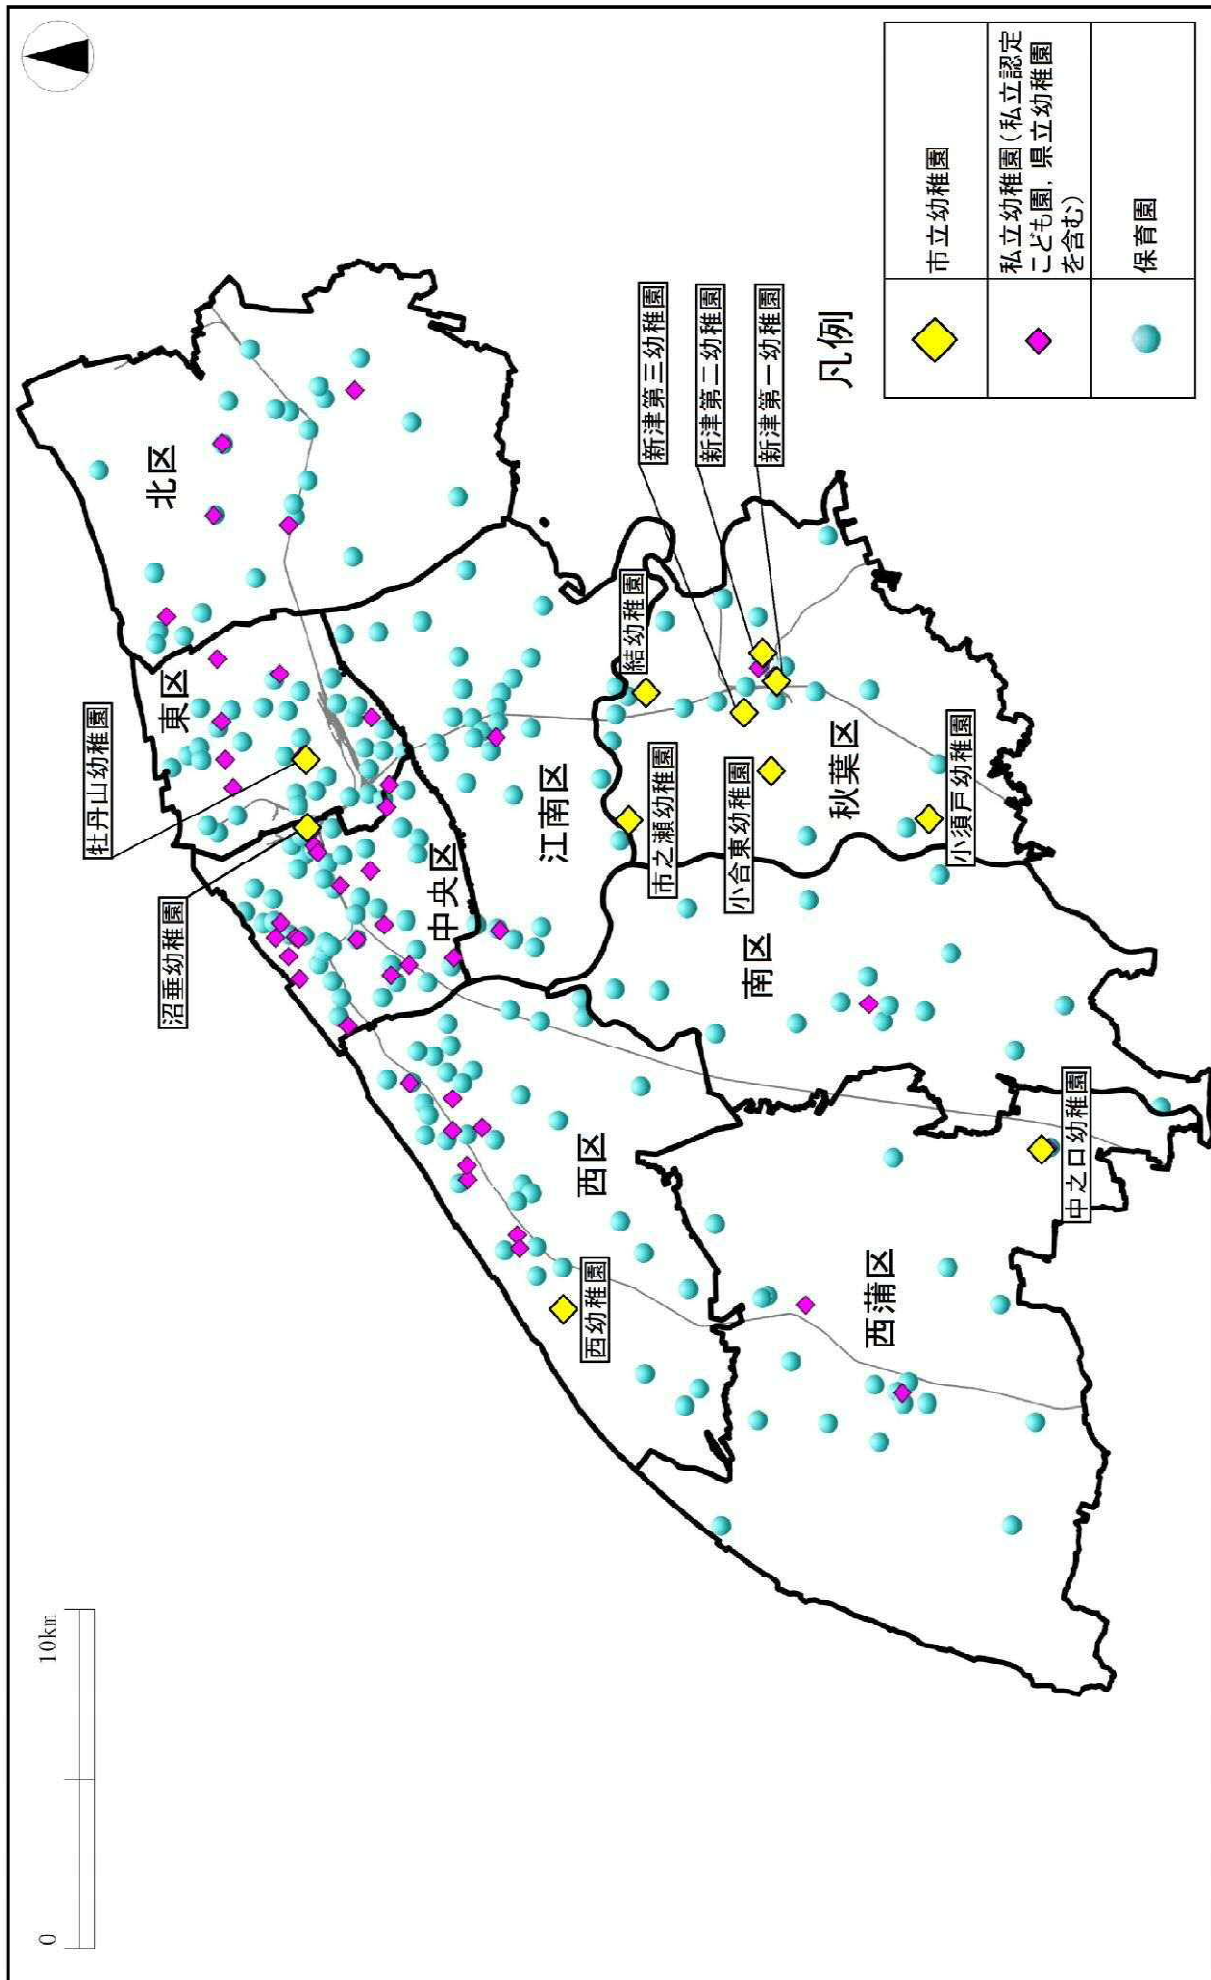 北区
東区
牡丹山幼稚園
沼垂幼稚園
中央区
江南区
結幼稚園
新津第三幼稚園
新津第二幼稚園
新津第一幼稚園
市之瀬幼稚園
小合東幼稚園
秋葉区
小須戸幼稚園
南区
西区
西幼稚園
西蒲区
中之口幼稚園
0
10km
凡例
市立幼稚園
私立幼稚園(私立認定
こども園,県立幼稚園
を含む)
保育園